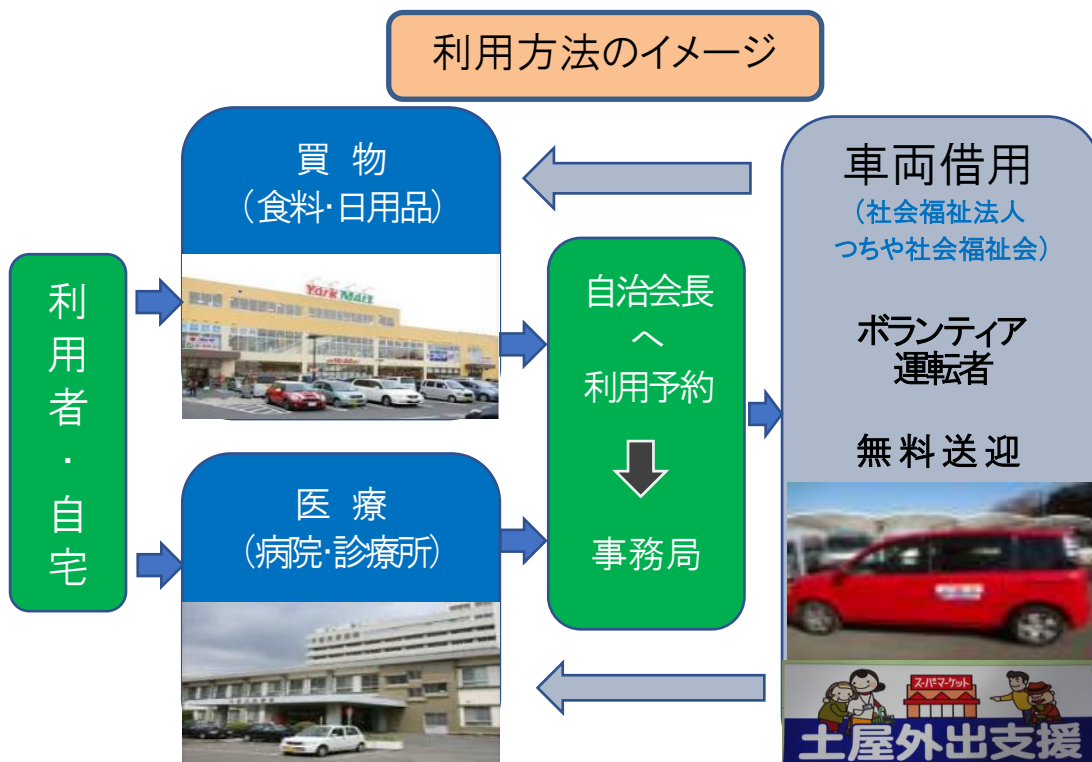 利用方法のイメージ
利用者・自宅
買 物
（食料・日用品）
York Mart
医 療
（病院・診療所）
自治会長
へ
利用予約
事務局
車両借用
（社会福祉法人
つちや社会福祉会）
ボランティア
運転者
無料送迎
スーパーマーケット
土屋外出支援